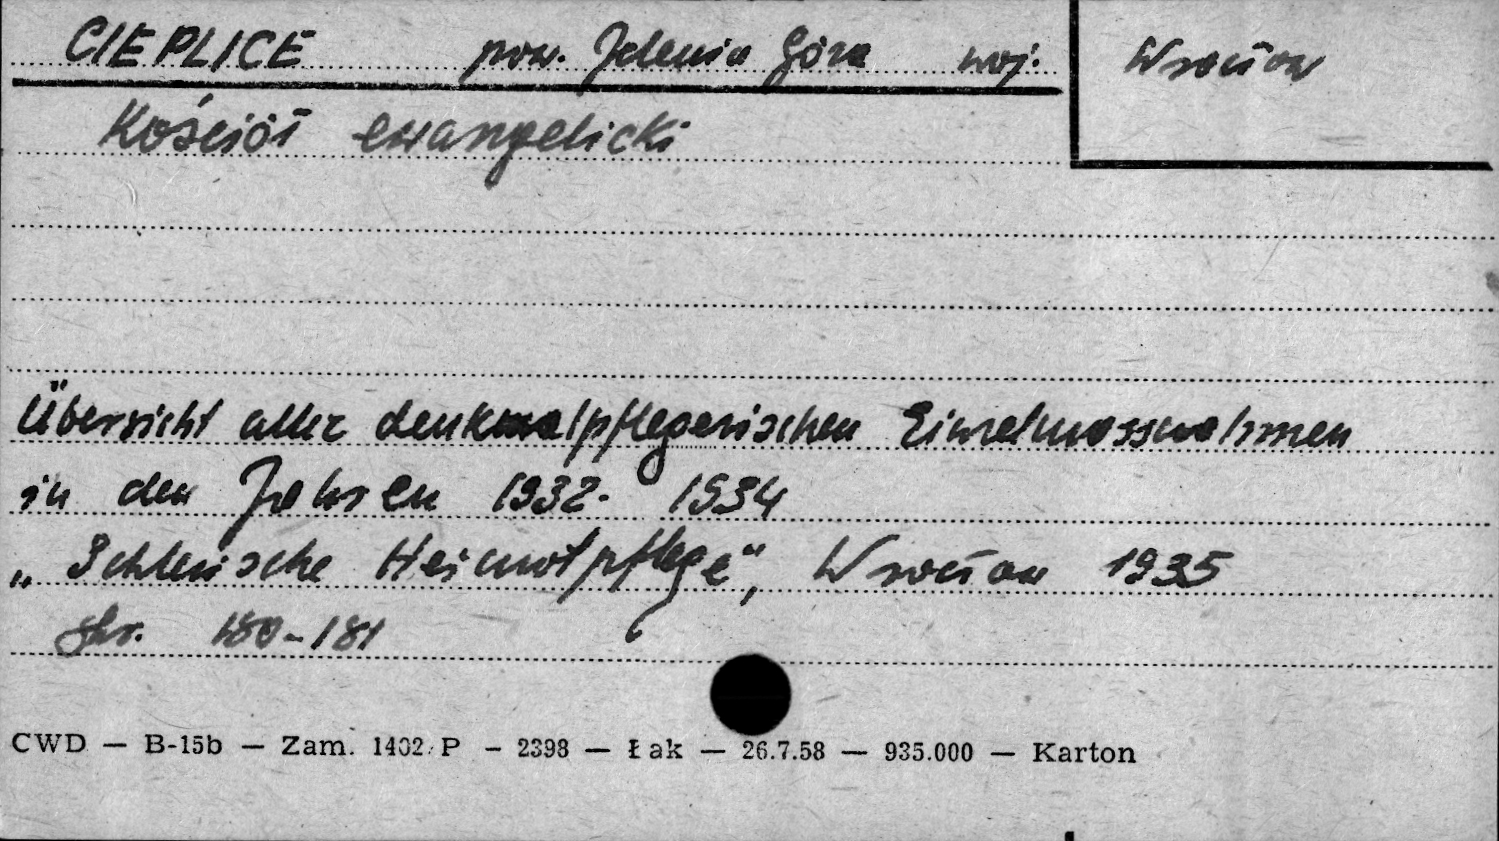 CIEPLICE pow. Jelenia Góra woj. Wrocław
Kościół ewangelicki
Übersicht aller denkmalpflegerischen Einzelmassnahmen
in den Jahren 1932-1934
„Schlesische Heimatpflege", Wrocław 1935
str. 180-181
CWD — B-15b — Zam. 1402/P — 2398 — Łak — 26.7.58 — 935.000 — Karton